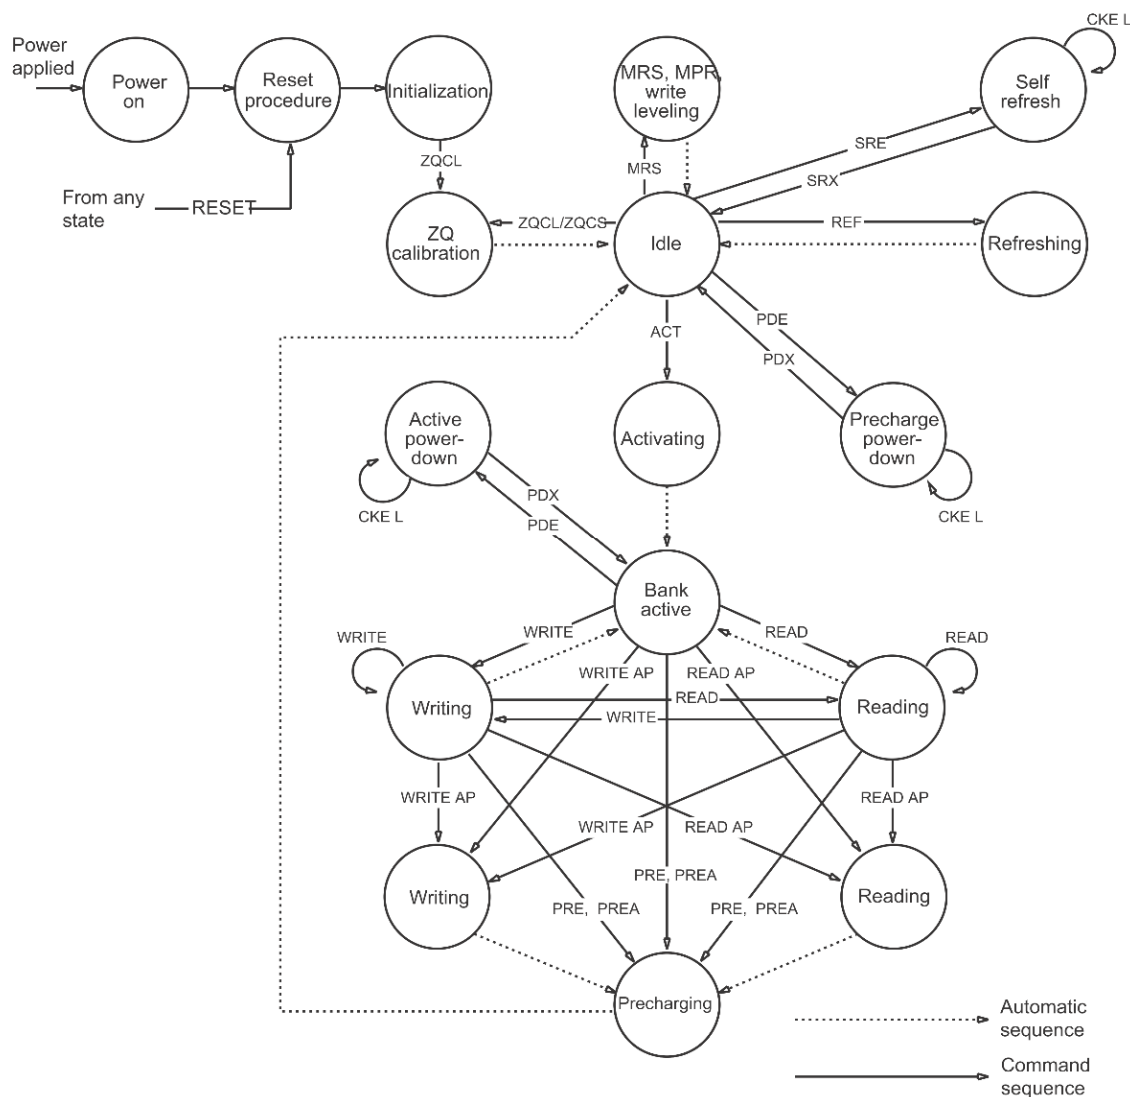 CKE L
Power
applied
Power
on
Reset
procedure
Initialization
MRS, MPR,
write
leveling
Self
refresh
ZQCL
MRS
SRE
SRX
From any
state
RESET
ZQCL/ZQCS
REF
ZQ
calibration
Idle
Refreshing
ACT
PDE
PDX
Active
power-
down
Activating
Precharge
power-
down
PDX
PDE
CKE L
CKE L
Bank
active
WRITE
WRITE
READ
READ
WRITE AP
READ AP
Writing
READ
WRITE
Reading
WRITE AP
READ AP
WRITE AP
READ AP
PRE, PREA
Writing
Reading
PRE, PREA
PRE, PREA
Precharging
Automatic
sequence
Command
sequence